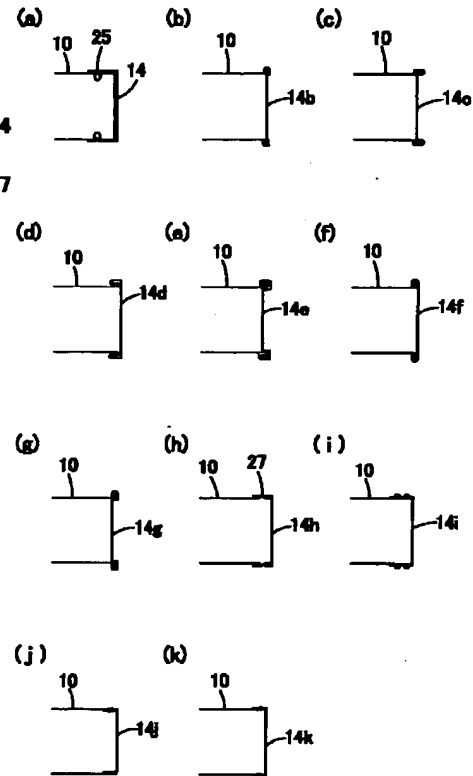 (a) (b) (c)
10 25 14
10 14b
10 14c
4
7
(d) (e) (f)
10 14d
10 14e
10 14f
(g) (h) (i)
10 14g
10 27 14h
10 14i
(j) (k)
10 14j
10 14k